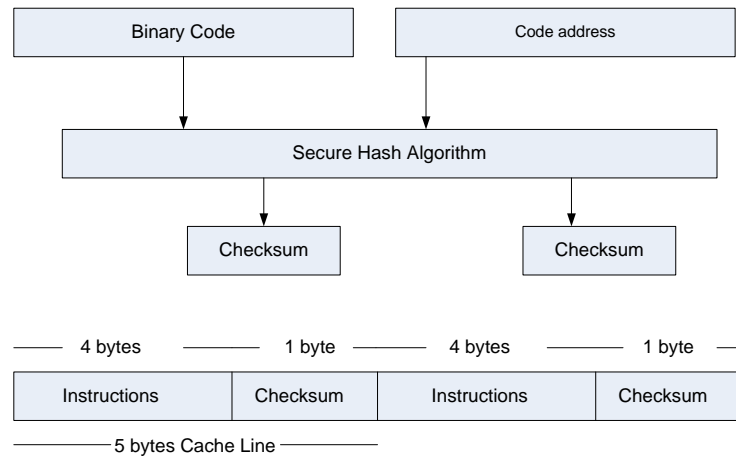 Binary Code
Code address
Secure Hash Algorithm
Checksum
Checksum
4 bytes
1 byte
4 bytes
1 byte
Instructions
Checksum
Instructions
Checksum
5 bytes Cache Line